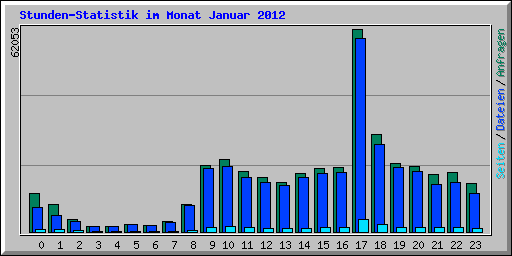 Stunden-Statistik im Monat Januar 2012
62053
Seiten / Dateien / Anfragen
0 1 2 3 4 5 6 7 8 9 10 11 12 13 14 15 16 17 18 19 20 21 22 23